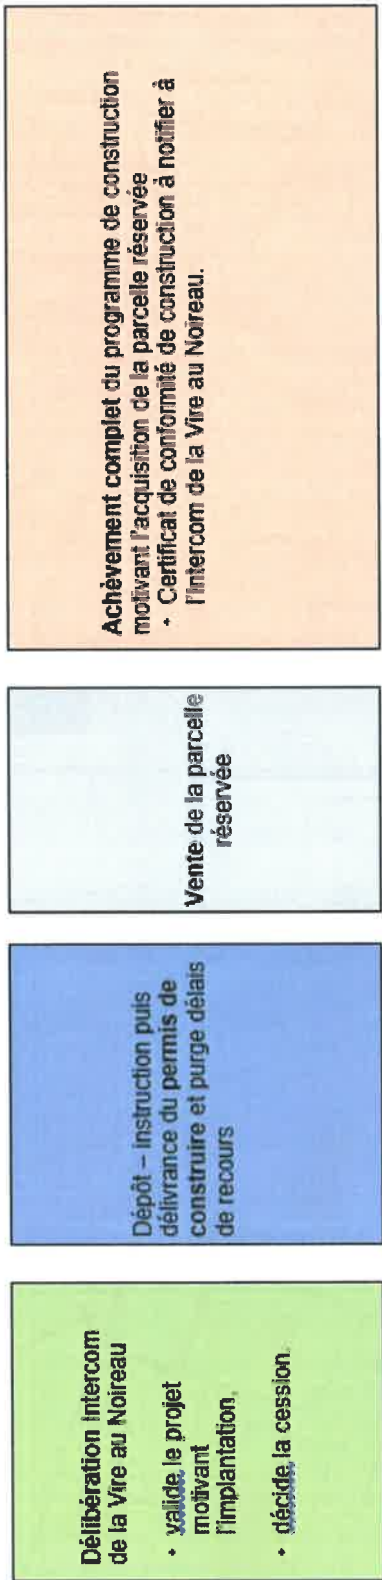 Délibération Intercom
de la Vire au Noireau
• valide le projet
motivant
l'implantation,
• décide la cession.
Dépôt – instruction puis
délivrance du permis de
construire et purge délais
de recours
Vente de la parcelle
réservée
Achèvement complet du programme de construction
motivant l'acquisition de la parcelle réservée
• Certificat de conformité de construction à notifier à
l'Intercom de la Vire au Noireau.